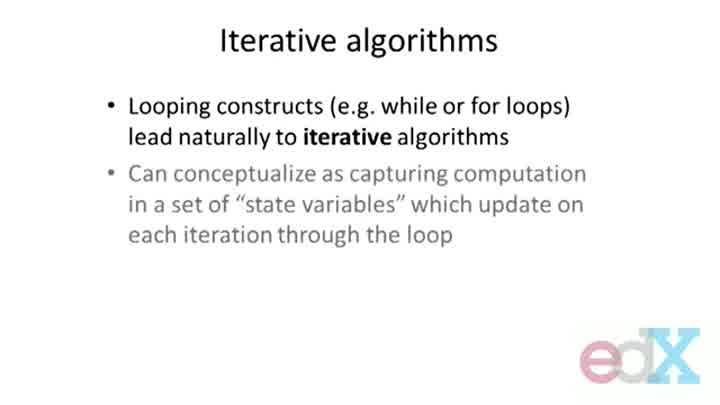 Iterative algorithms
• Looping constructs (e.g. while or for loops)
lead naturally to iterative algorithms
• Can conceptualize as capturing computation
in a set of “state variables” which update on
each iteration through the loop
edX